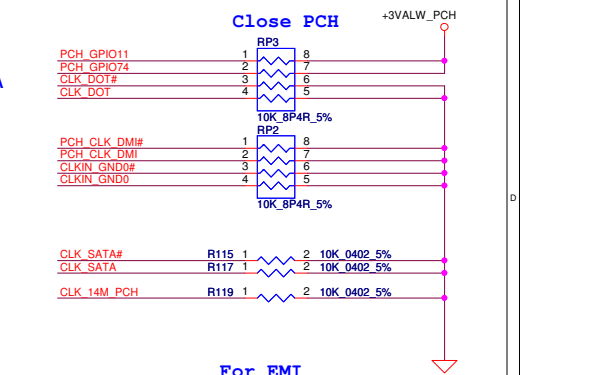 Close PCH
+3VALW_PCH
RP3
PCH_GPIO11 1 8
PCH_GPIO74 2 7
CLK_DOT# 3 6
CLK_DOT 4 5
10K_8P4R_5%
RP2
PCH_CLK_DMI# 1 8
PCH_CLK_DMI 2 7
CLKIN_GND0# 3 6
CLKIN_GND0 4 5
10K_8P4R_5%
D
CLK_SATA# R115 1 2 10K_0402_5%
CLK_SATA R117 1 2 10K_0402_5%
CLK_14M_PCH R119 1 2 10K_0402_5%
For EMI